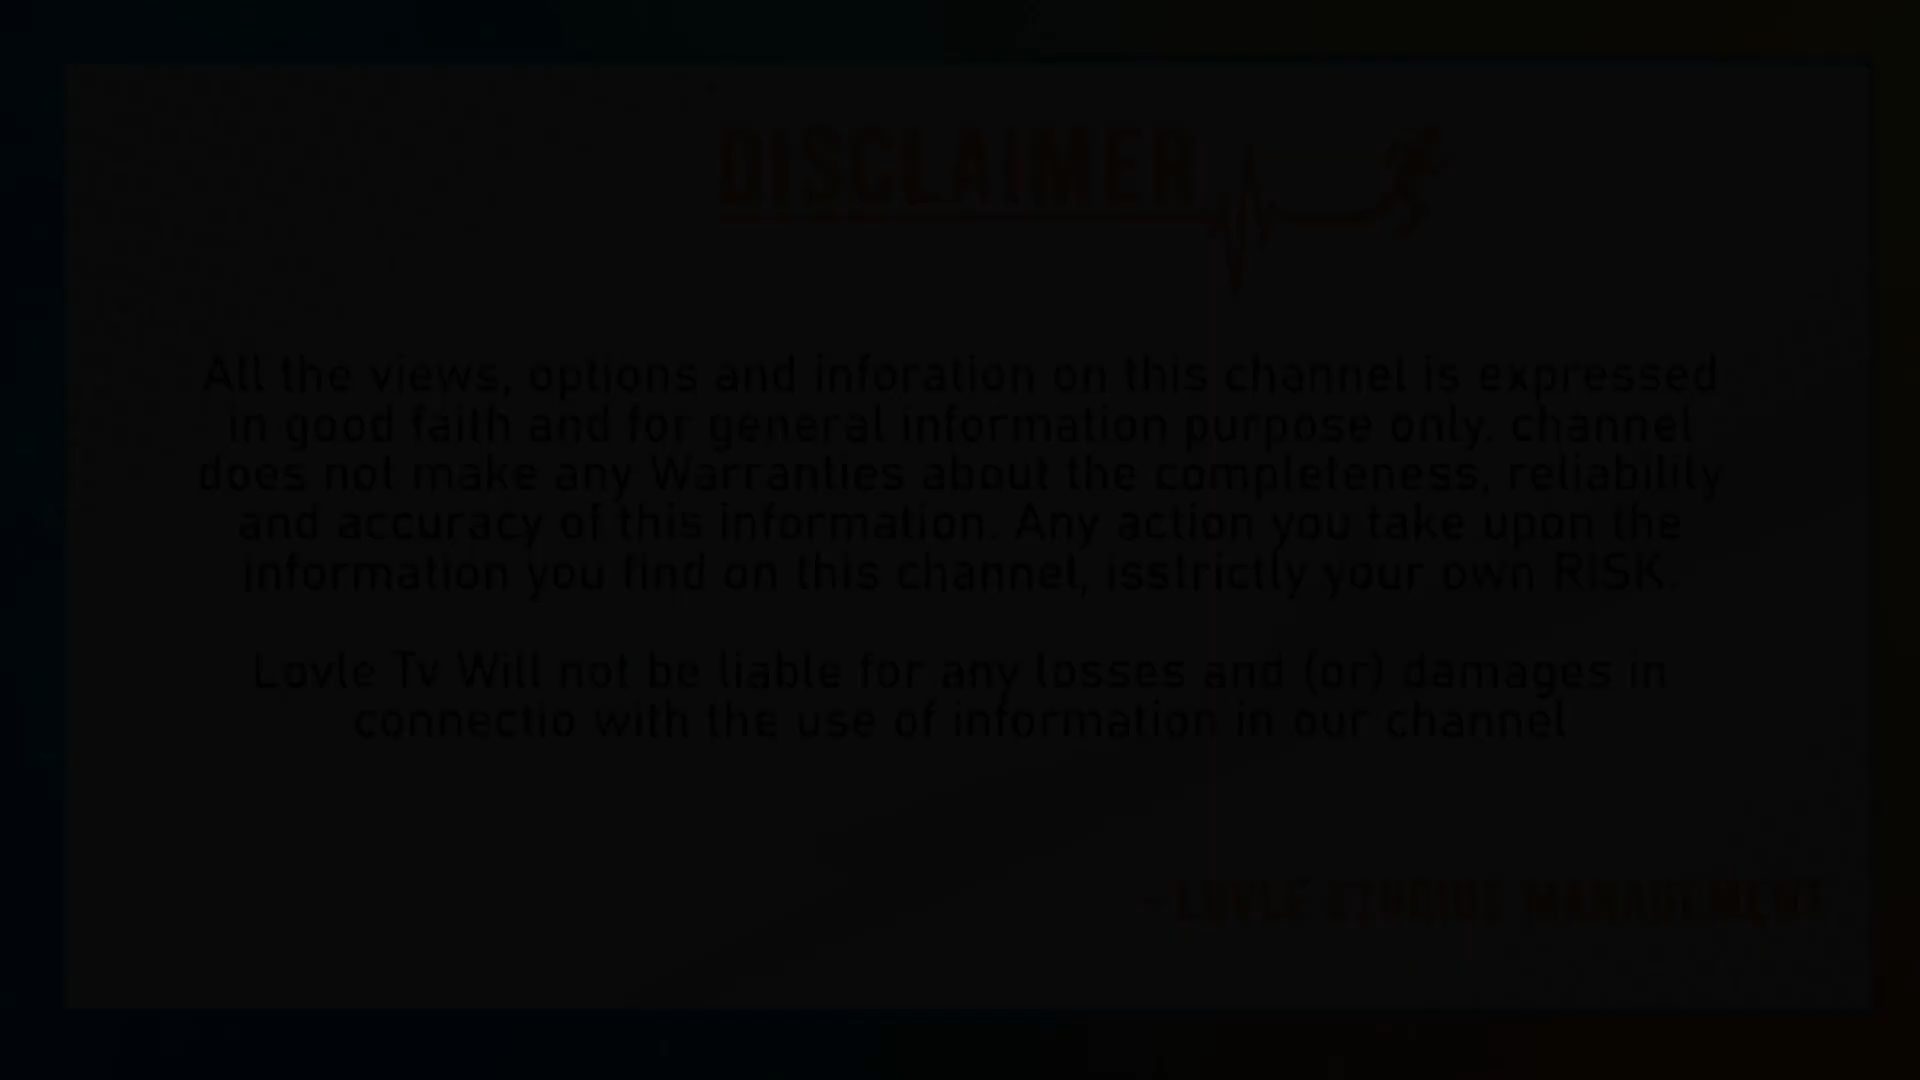 DISCLAIMER
All the views, options and inforation on this channel is expressed
in good faith and for general information purpose only. channel
does not make any Warranties about the completeness, reliability
and accuracy of this information. Any action you take upon the
information you find on this channel, isstrictly your own RISK.
Lovle Tv Will not be liable for any losses and (or) damages in
connectio with the use of information in our channel
- LOVLE STUDIOS MANAGEMENT.